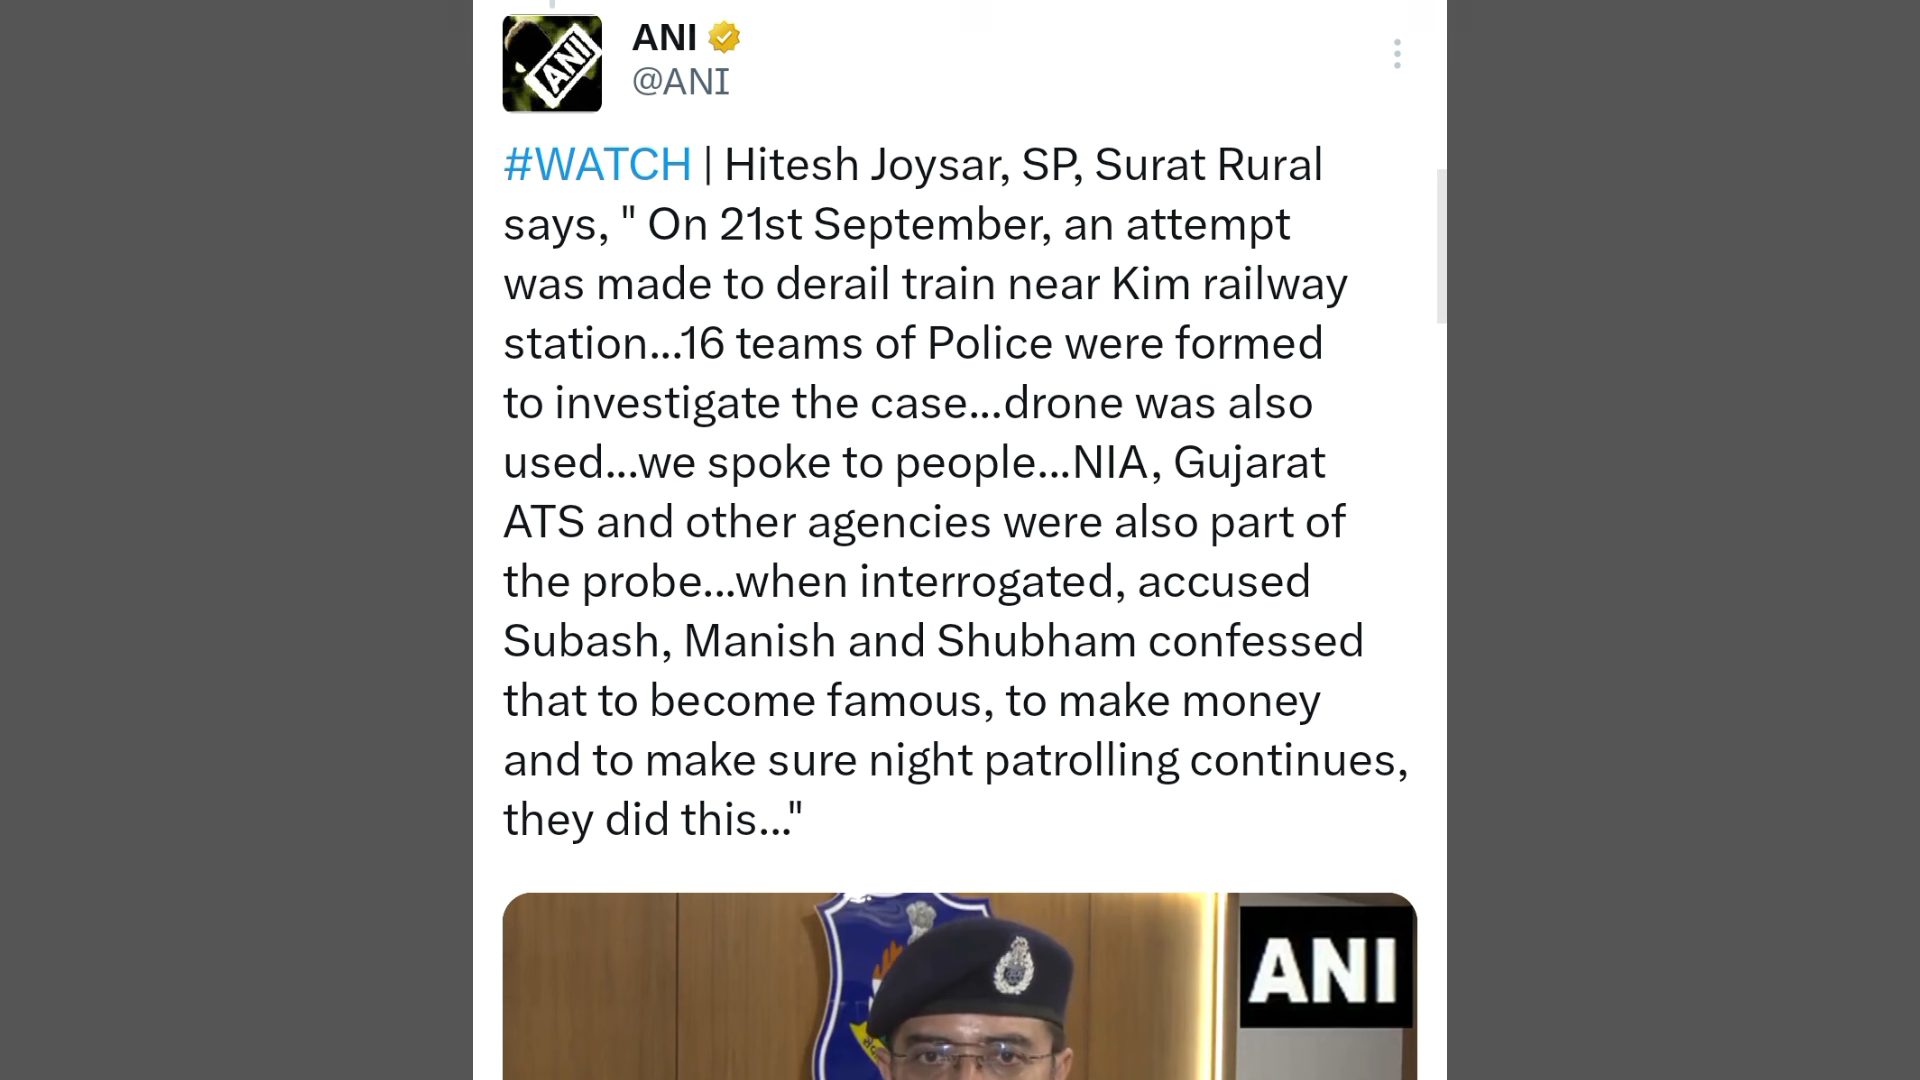 ANI
ANI
@ANI
#WATCH | Hitesh Joysar, SP, Surat Rural
says, " On 21st September, an attempt
was made to derail train near Kim railway
station...16 teams of Police were formed
to investigate the case...drone was also
used...we spoke to people...NIA, Gujarat
ATS and other agencies were also part of
the probe...when interrogated, accused
Subash, Manish and Shubham confessed
that to become famous, to make money
and to make sure night patrolling continues,
they did this..."
ANI